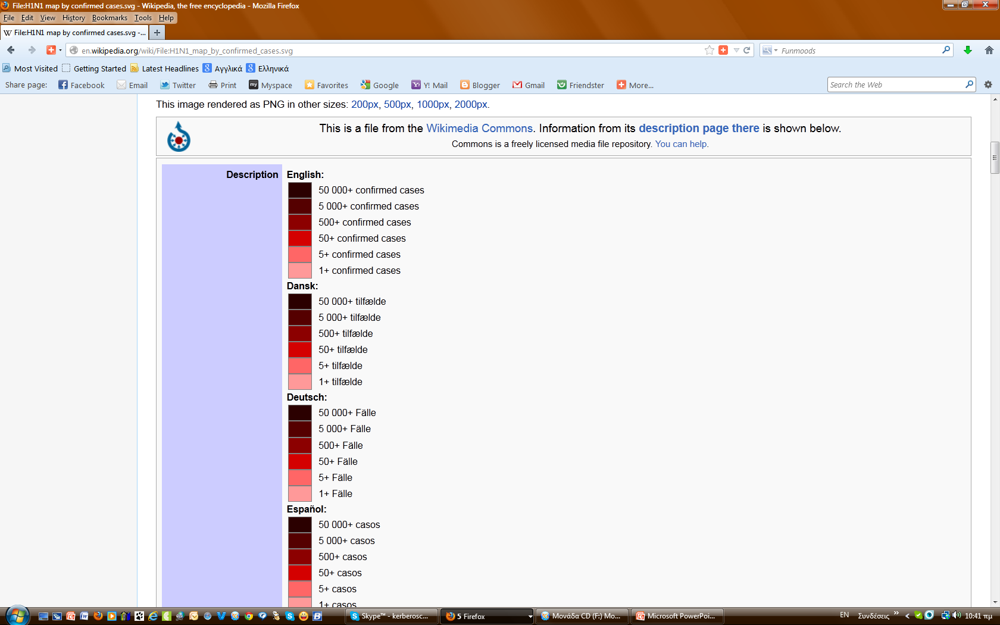 File:H1N1 map by confirmed cases.svg - Wikipedia, the free encyclopedia - Mozilla Firefox
File Edit View History Bookmarks Tools Help
W File:H1N1 map by confirmed cases.svg -... +
en.wikipedia.org/wiki/File:H1N1_map_by_confirmed_cases.svg Funmoods
Most Visited Getting Started Latest Headlines Αγγλικά Ελληνικά
Share page: Facebook Email Twitter Print Myspace Favorites Google Y! Mail Blogger Gmail Friendster More... Search the Web
This image rendered as PNG in other sizes: 200px, 500px, 1000px, 2000px.
This is a file from the Wikimedia Commons. Information from its description page there is shown below.
Commons is a freely licensed media file repository. You can help.
Description English:
50 000+ confirmed cases
5 000+ confirmed cases
500+ confirmed cases
50+ confirmed cases
5+ confirmed cases
1+ confirmed cases
Dansk:
50 000+ tilfælde
5 000+ tilfælde
500+ tilfælde
50+ tilfælde
5+ tilfælde
1+ tilfælde
Deutsch:
50 000+ Fälle
5 000+ Fälle
500+ Fälle
50+ Fälle
5+ Fälle
1+ Fälle
Español:
50 000+ casos
5 000+ casos
500+ casos
50+ casos
5+ casos
1+ casos
Skype™ - kerberosc... 5 Firefox Μονάδα CD (F:) Mo... Microsoft PowerPoi... EN Συνδέσεις 10:41 πμ